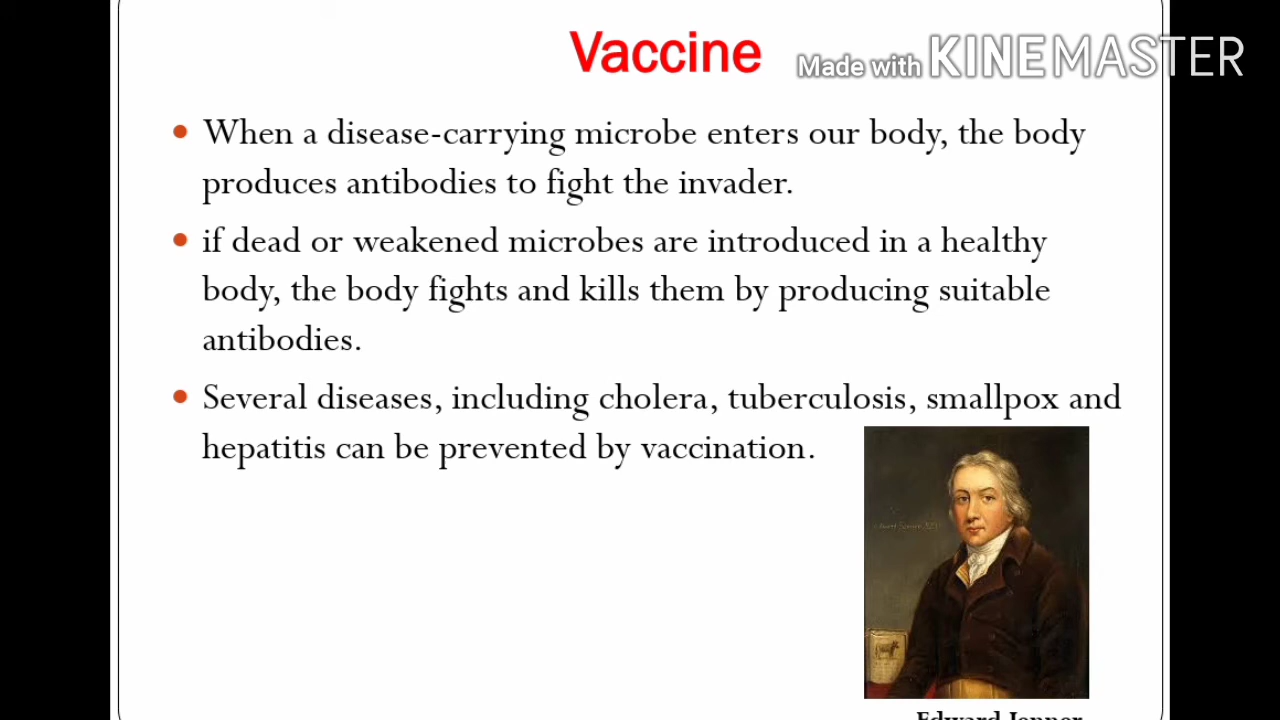 Vaccine
Made with KINEMASTER
When a disease-carrying microbe enters our body, the body
produces antibodies to fight the invader.
if dead or weakened microbes are introduced in a healthy
body, the body fights and kills them by producing suitable
antibodies.
Several diseases, including cholera, tuberculosis, smallpox and
hepatitis can be prevented by vaccination.
Edward Jenner